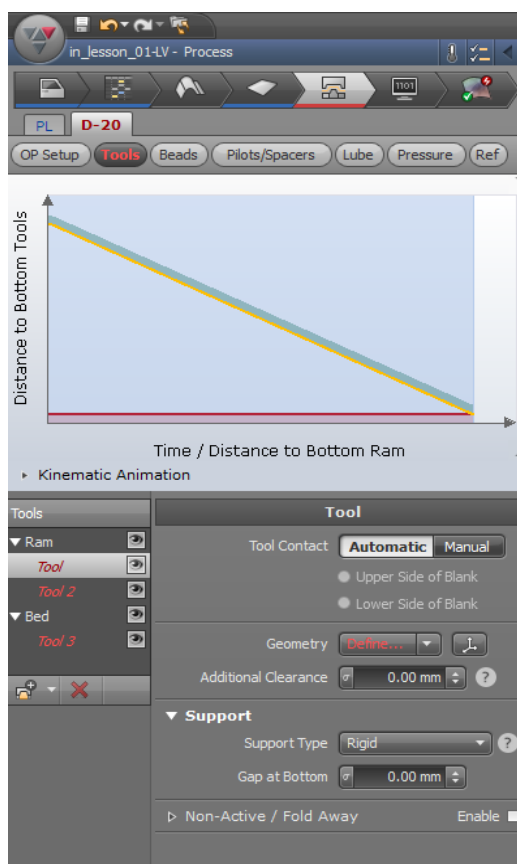 in_lesson_01-LV - Process
1101
PL
D-20
OP Setup
Tools
Beads
Pilots/Spacers
Lube
Pressure
Ref
Distance to Bottom Tools
Time / Distance to Bottom Ram
Kinematic Animation
Tools
Tool
Ram
Tool
Tool 2
Bed
Tool 3
Tool Contact
Automatic
Manual
Upper Side of Blank
Lower Side of Blank
Geometry
Define...
Additional Clearance
σ
0.00 mm
?
Support
Support Type
Rigid
?
Gap at Bottom
σ
0.00 mm
Non-Active / Fold Away
Enable